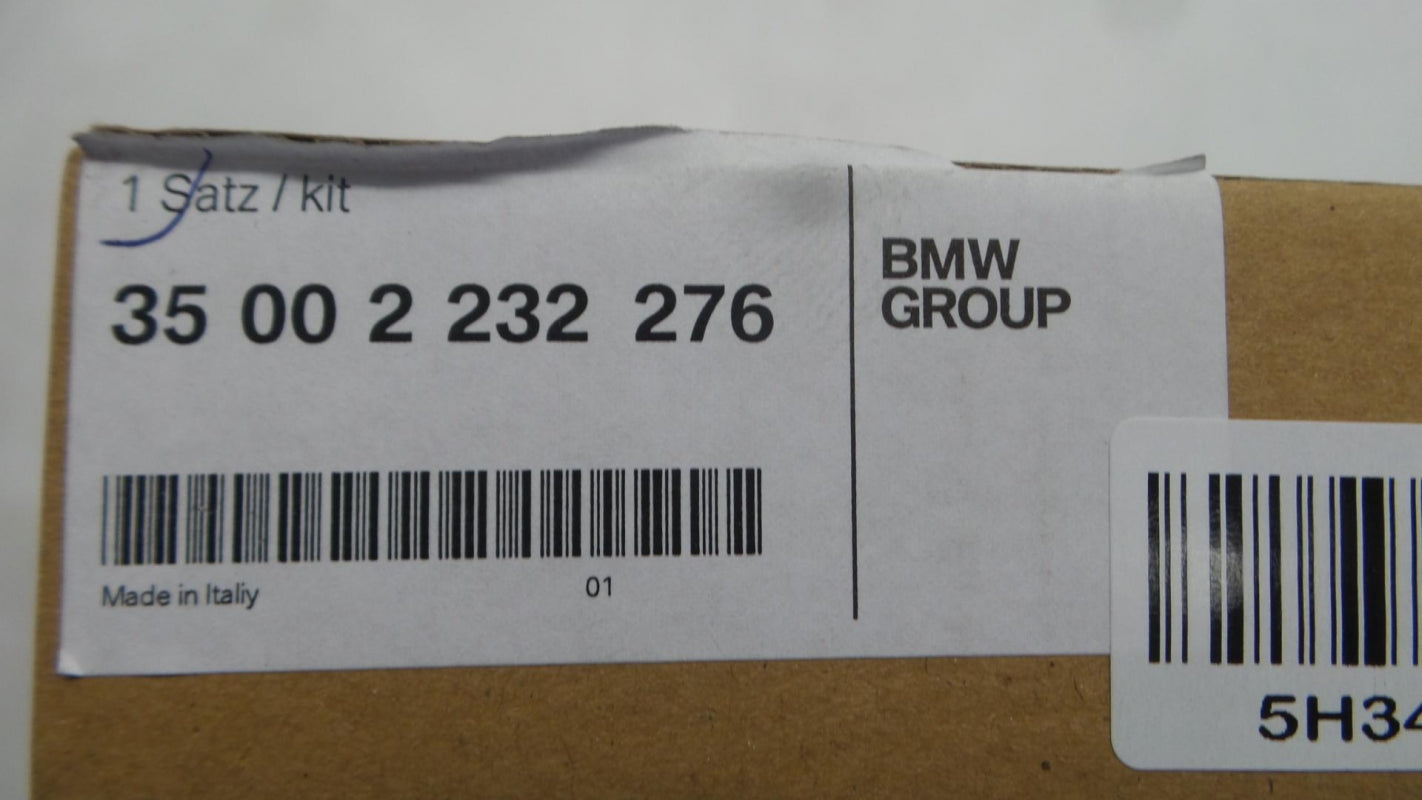 1 Satz / kit
35 00 2 232 276
BMW
GROUP
Made in Italiy
01
5H34